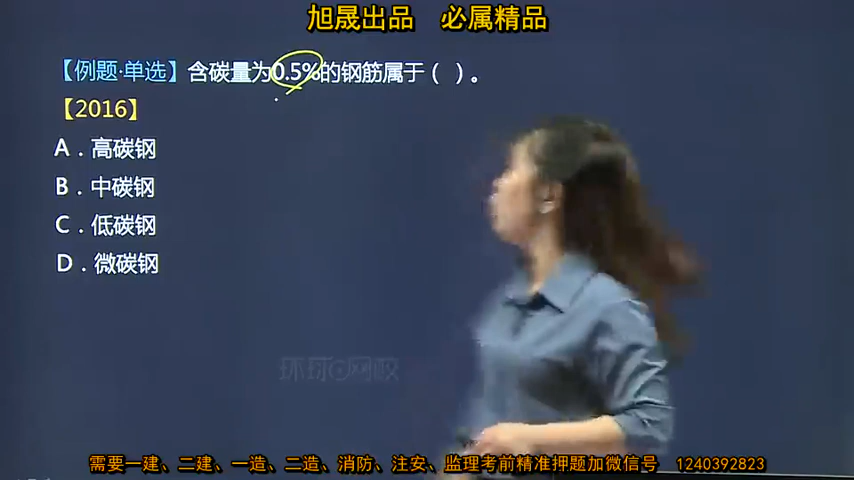 旭晟出品 必属精品
【例题·单选】含碳量为0.5%的钢筋属于（ ）。
【2016】
A．高碳钢
B．中碳钢
C．低碳钢
D．微碳钢
环球网校
需要一建、二建、一造、二造、消防、注安、监理考前精准押题加微信号 1240392823